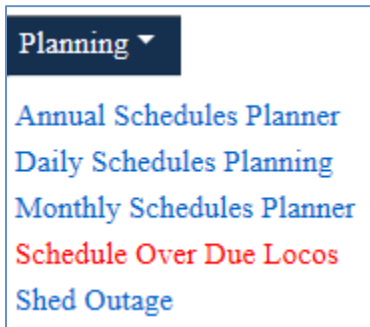 Planning
Annual Schedules Planner
Daily Schedules Planning
Monthly Schedules Planner
Schedule Over Due Locos
Shed Outage